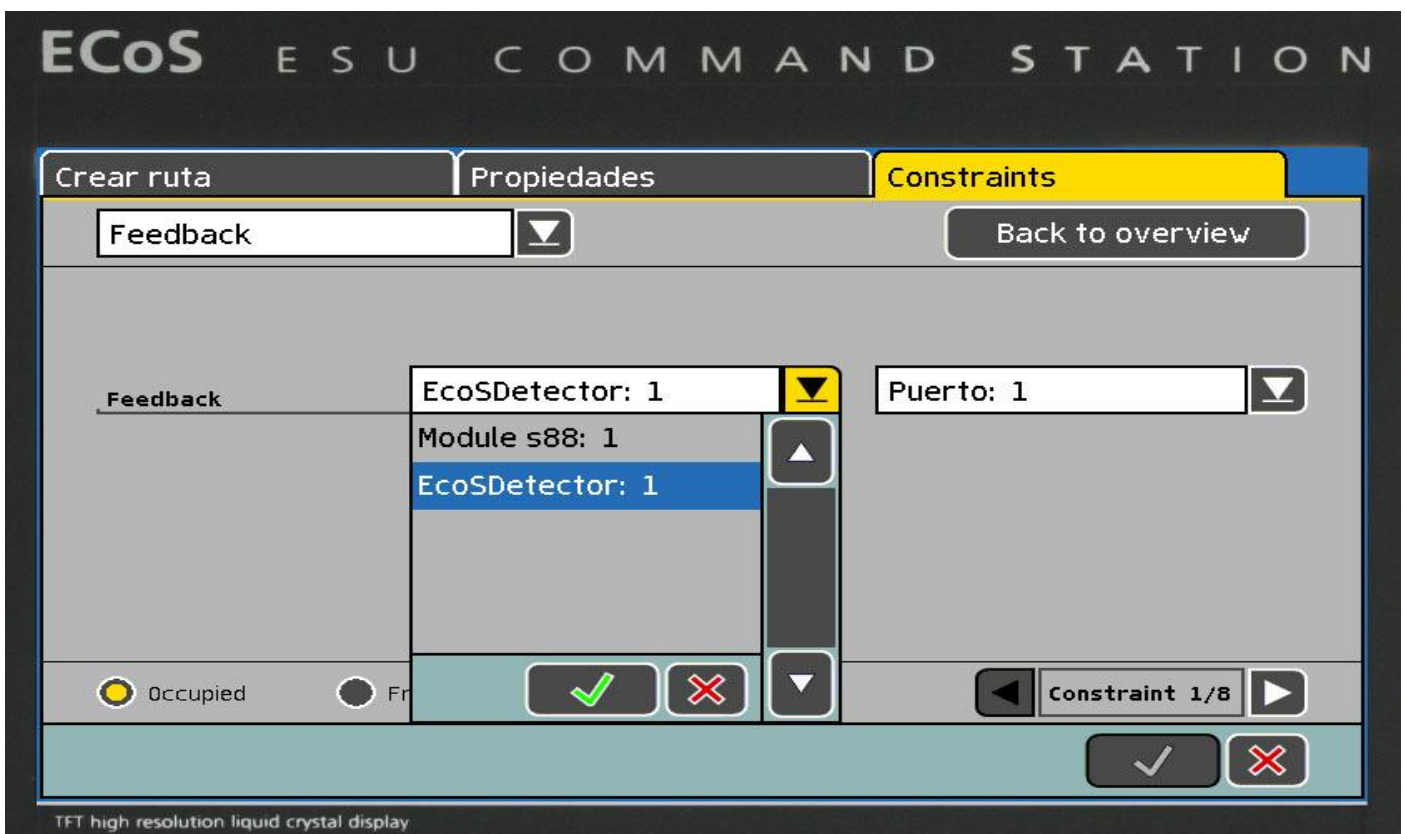 ECoS ESU COMMAND STATION
Crear ruta Propiedades Constraints
Feedback Back to overview
Feedback EcoSDetector: 1 Puerto: 1
Module s88: 1
EcoSDetector: 1
Occupied Fr Constraint 1/8
TFT high resolution liquid crystal display